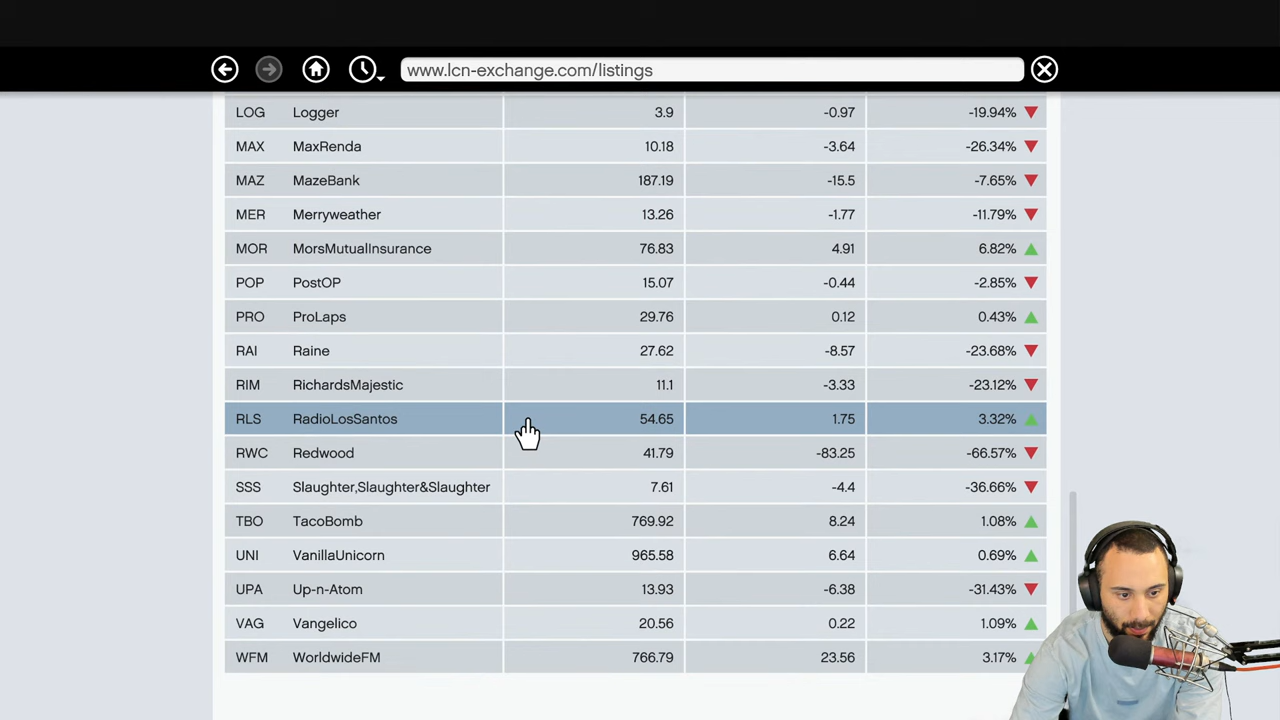 www.lcn-exchange.com/listings
LOG Logger 3.9 -0.97 -19.94%
MAX MaxRenda 10.18 -3.64 -26.34%
MAZ MazeBank 187.19 -15.5 -7.65%
MER Merryweather 13.26 -1.77 -11.79%
MOR MorsMutualInsurance 76.83 4.91 6.82%
POP PostOP 15.07 -0.44 -2.85%
PRO ProLaps 29.76 0.12 0.43%
RAI Raine 27.62 -8.57 -23.68%
RIM RichardsMajestic 11.1 -3.33 -23.12%
RLS RadioLosSantos 54.65 1.75 3.32%
RWC Redwood 41.79 -83.25 -66.57%
SSS Slaughter,Slaughter&Slaughter 7.61 -4.4 -36.66%
TBO TacoBomb 769.92 8.24 1.08%
UNI VanillaUnicorn 965.58 6.64 0.69%
UPA Up-n-Atom 13.93 -6.38 -31.43%
VAG Vangelico 20.56 0.22 1.09%
WFM WorldwideFM 766.79 23.56 3.17%